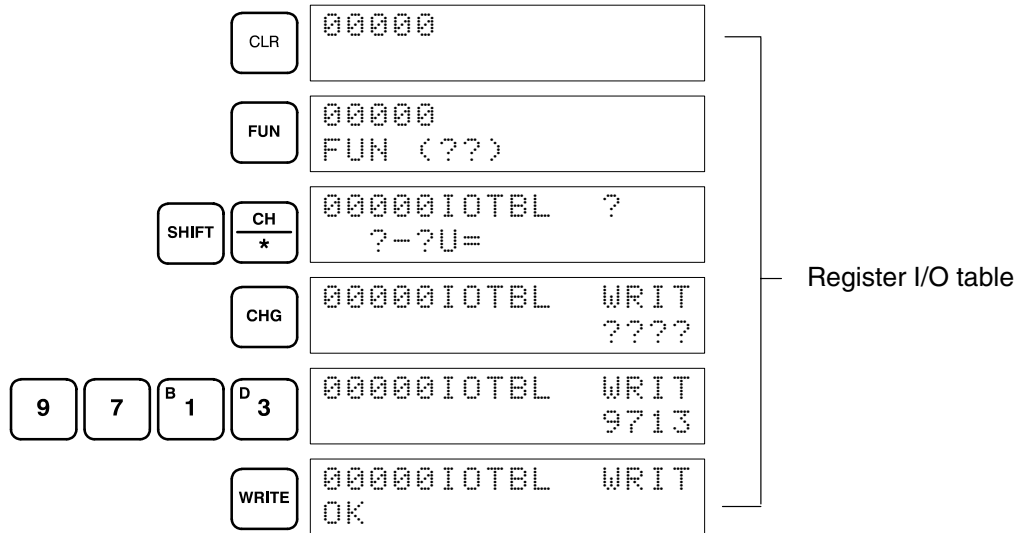 CLR
00000
FUN
00000
FUN (??)
SHIFT
CH
*
00000IOTBL ?
?-?U=
CHG
00000IOTBL WRIT
????
Register I/O table
9 7 B 1 D 3
00000IOTBL WRIT
9713
WRITE
00000IOTBL WRIT
OK